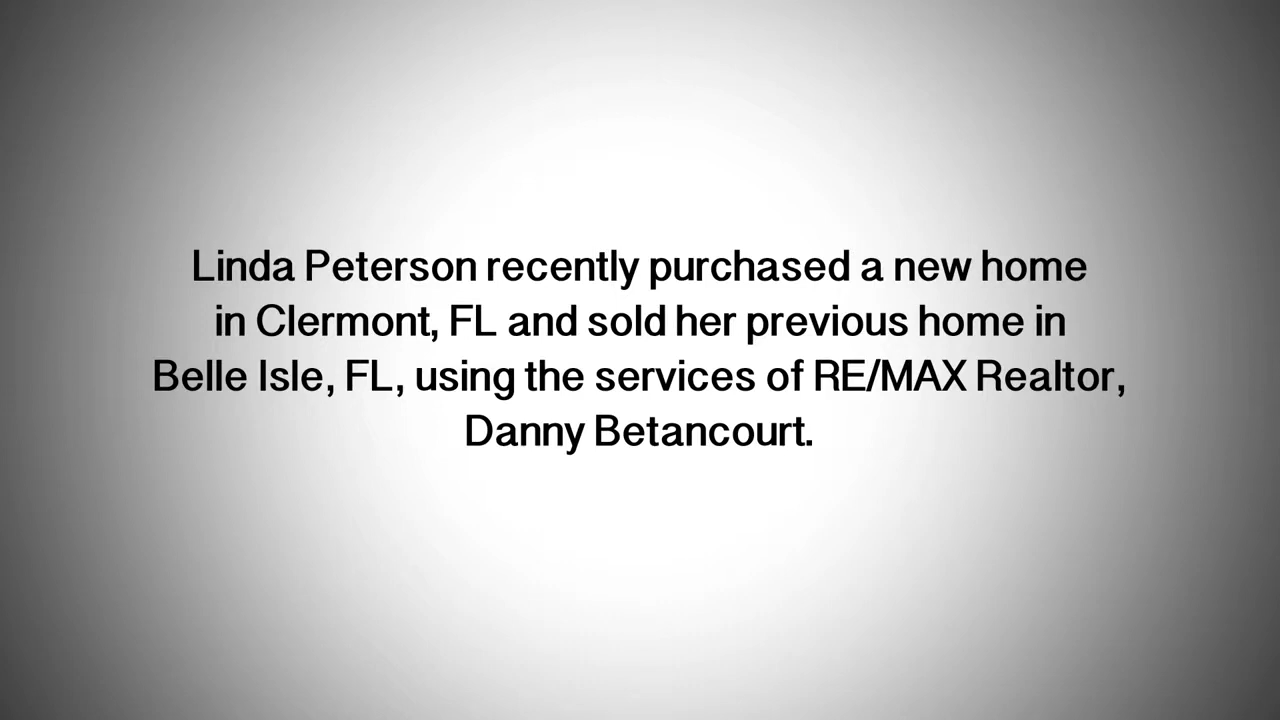 Linda Peterson recently purchased a new home
in Clermont, FL and sold her previous home in
Belle Isle, FL, using the services of RE/MAX Realtor,
Danny Betancourt.